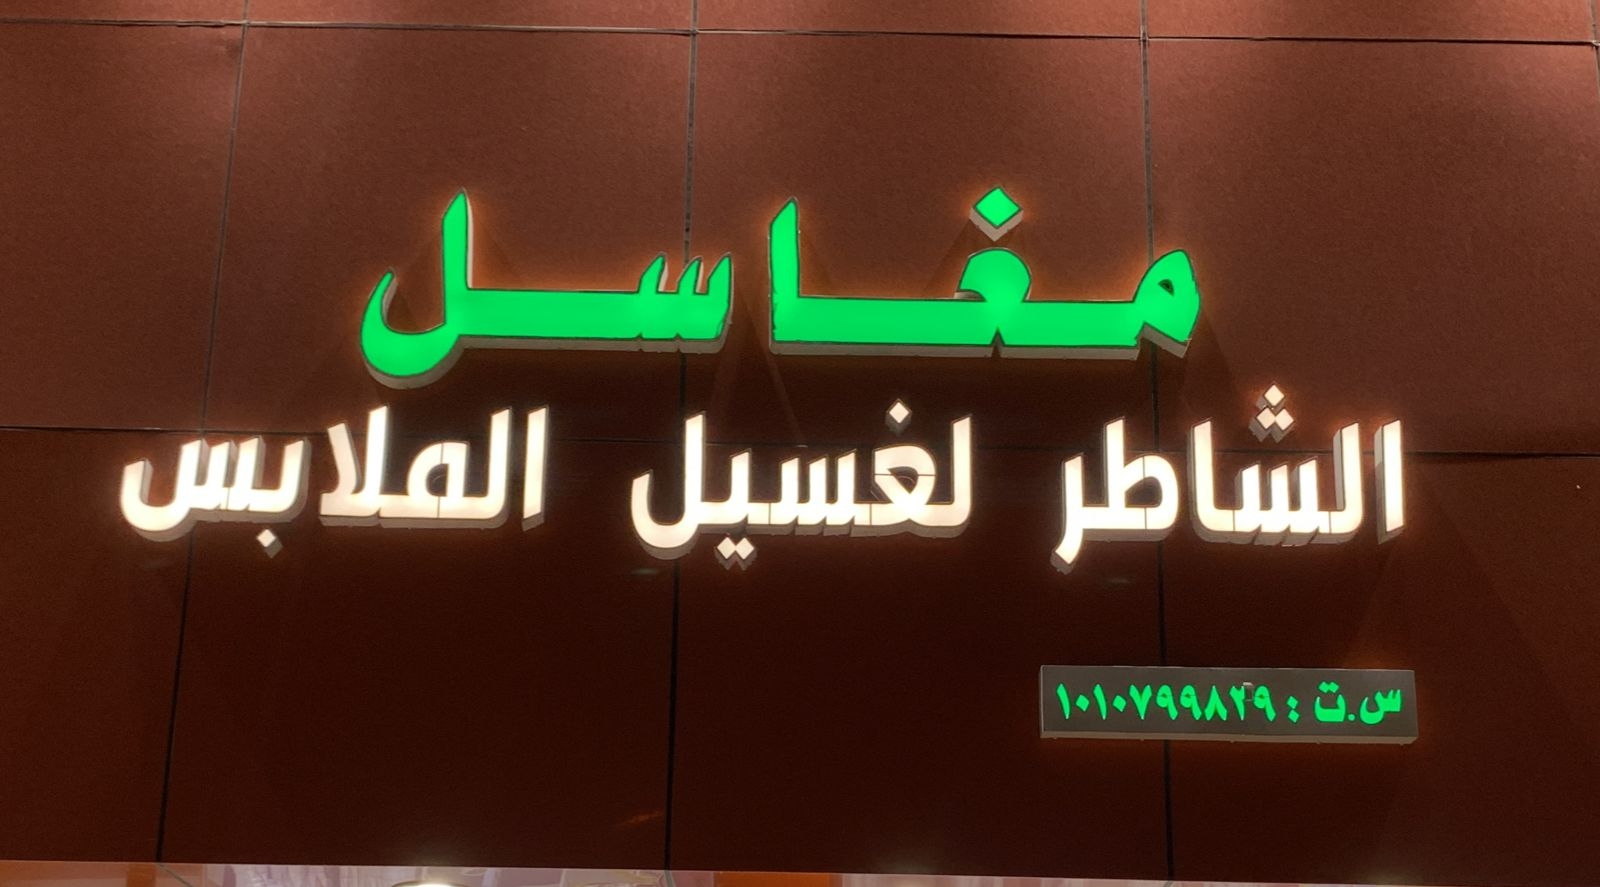 مغاسل
الشاطر لغسيل الملابس
س.ت : ١٠١٠٧٩٩٨٢٩